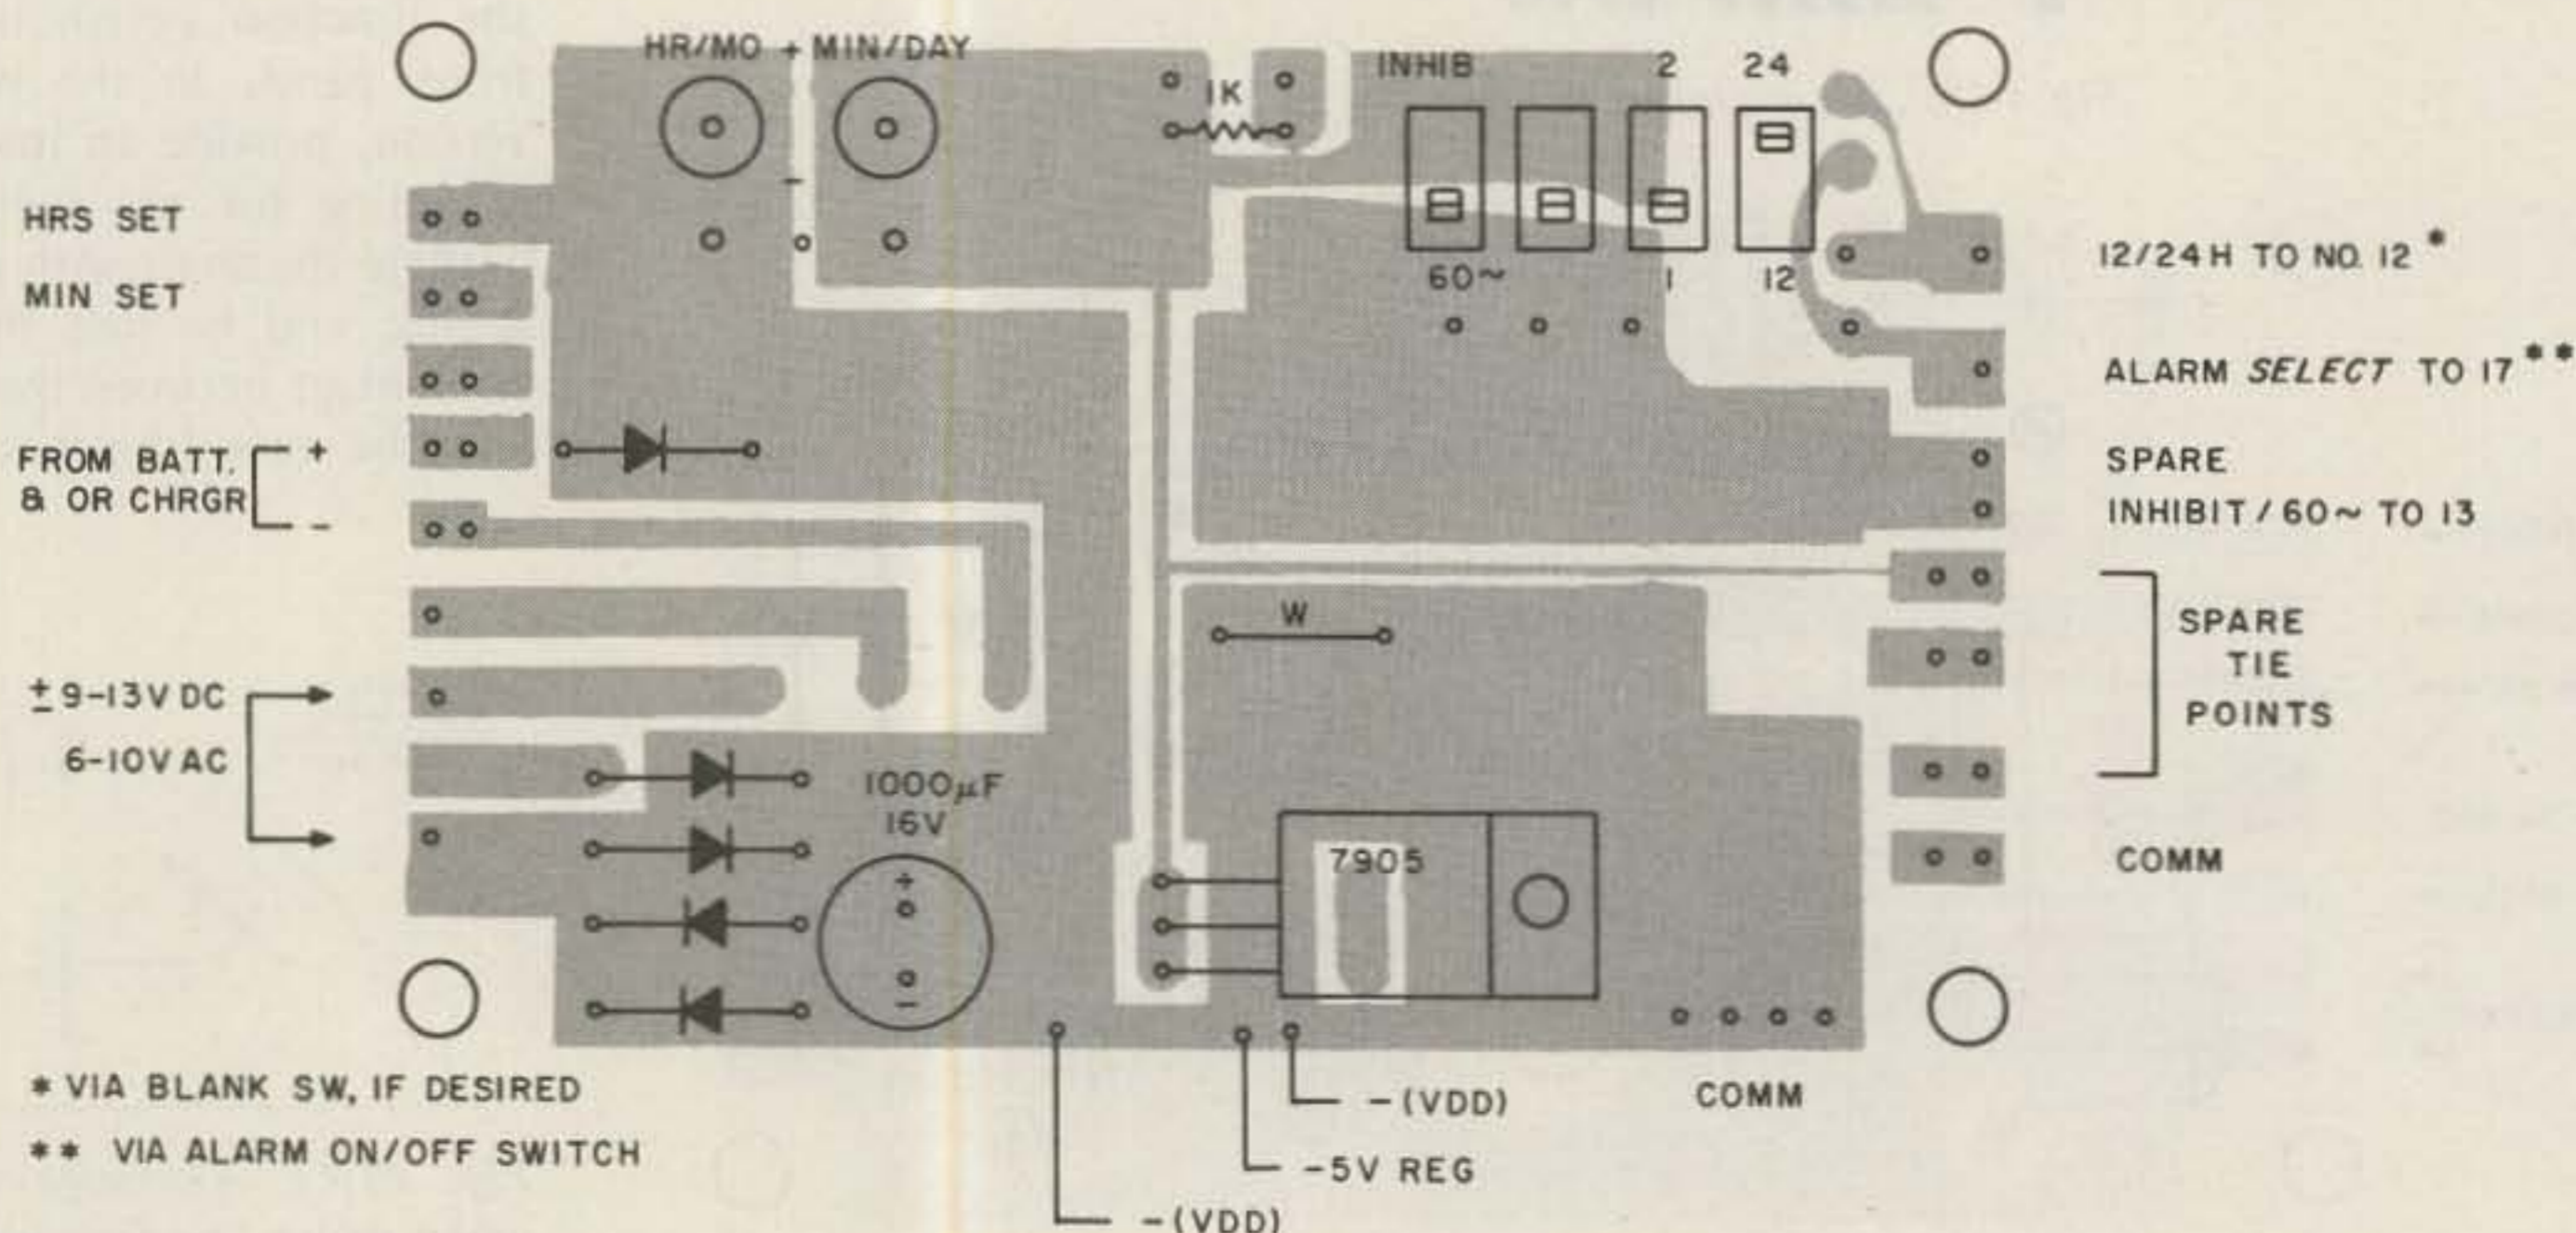 HR/MO + MIN/DAY
-
1K
INHIB 2 24
60~ 1 12
HRS SET
MIN SET
FROM BATT. +
& OR CHRGR -
± 9-13V DC
6-10V AC
1000µF
16V
+
-
W
7905
12/24H TO NO. 12 *
ALARM SELECT TO 17 **
SPARE
INHIBIT / 60~ TO 13
SPARE
TIE
POINTS
COMM
COMM
-(VDD)
-5V REG
-(VDD)
* VIA BLANK SW, IF DESIRED
** VIA ALARM ON/OFF SWITCH